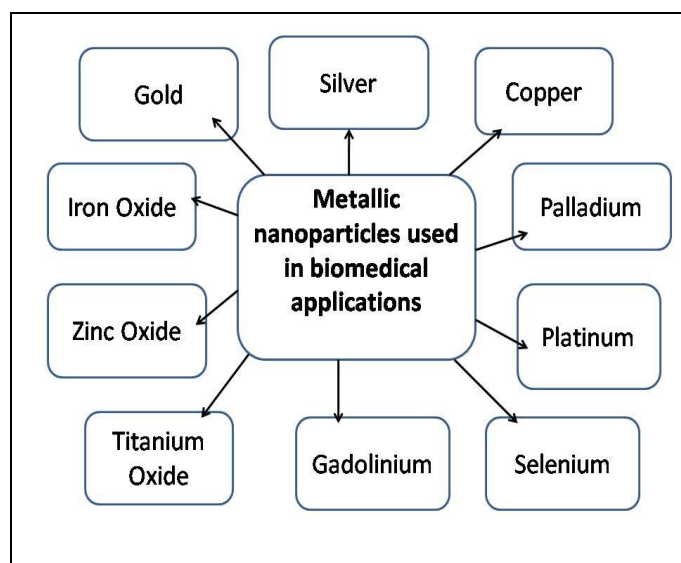 Gold
Silver
Copper
Iron Oxide
Metallic
nanoparticles used
in biomedical
applications
Palladium
Zinc Oxide
Platinum
Titanium
Oxide
Gadolinium
Selenium